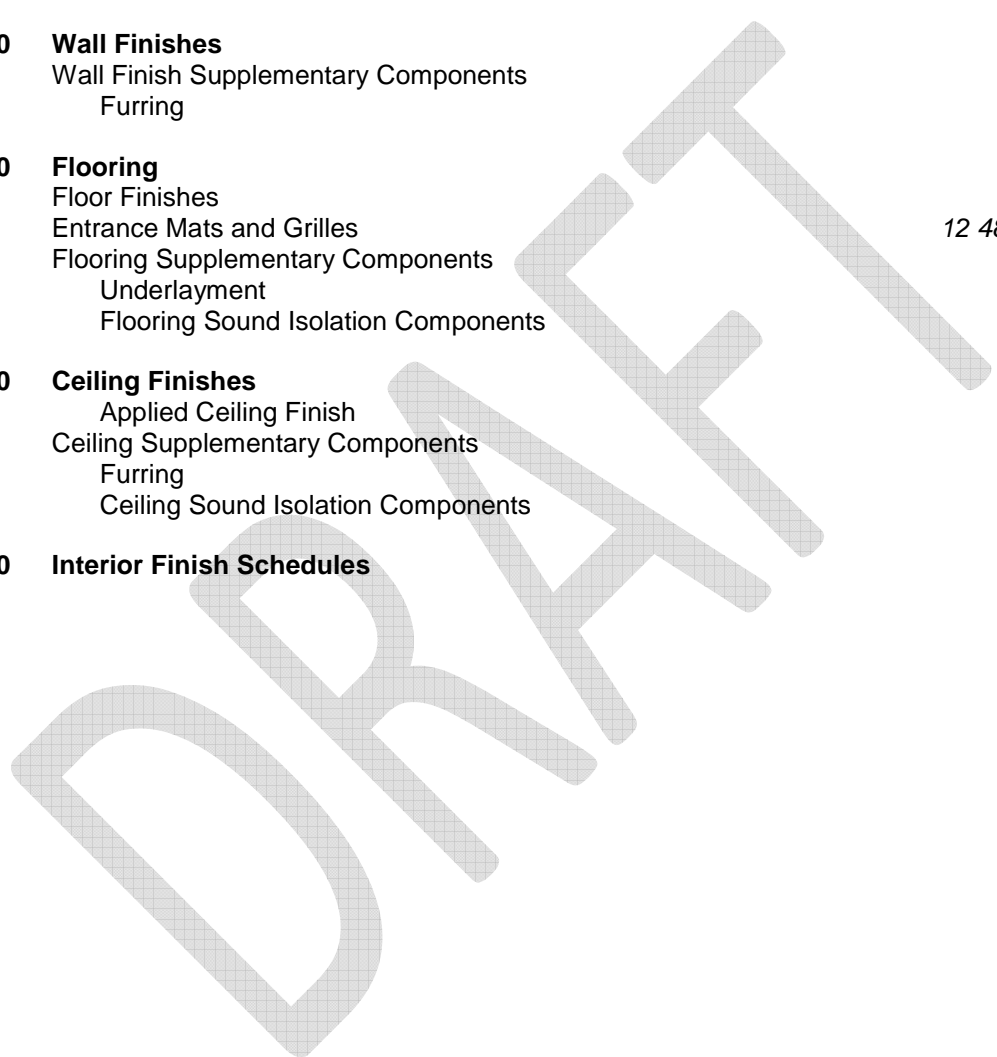 0 Wall Finishes
Wall Finish Supplementary Components
Furring
0 Flooring
Floor Finishes
Entrance Mats and Grilles 12 48
Flooring Supplementary Components
Underlayment
Flooring Sound Isolation Components
0 Ceiling Finishes
Applied Ceiling Finish
Ceiling Supplementary Components
Furring
Ceiling Sound Isolation Components
0 Interior Finish Schedules
DRAFT